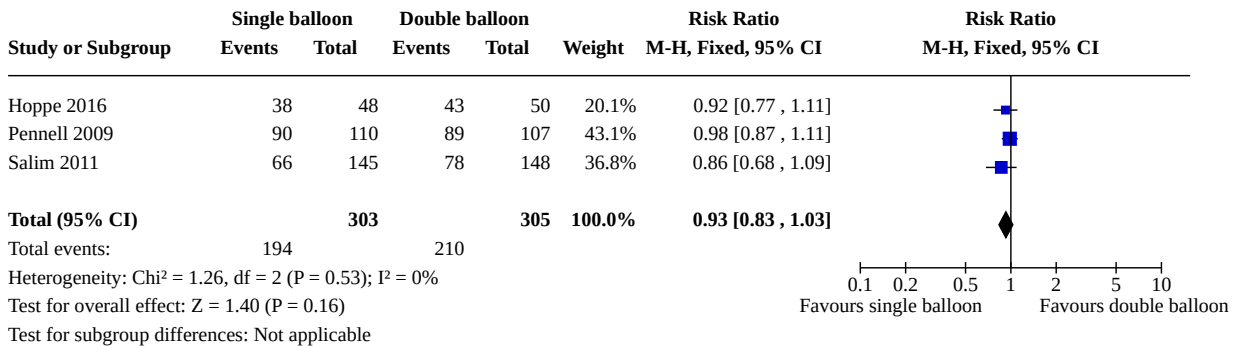 Single balloon Double balloon Risk Ratio Risk Ratio
Study or Subgroup Events Total Events Total Weight M-H, Fixed, 95% CI M-H, Fixed, 95% CI
Hoppe 2016 38 48 43 50 20.1% 0.92 [0.77 , 1.11]
Pennell 2009 90 110 89 107 43.1% 0.98 [0.87 , 1.11]
Salim 2011 66 145 78 148 36.8% 0.86 [0.68 , 1.09]
Total (95% CI) 303 305 100.0% 0.93 [0.83 , 1.03]
Total events: 194 210
Heterogeneity: Chi² = 1.26, df = 2 (P = 0.53); I² = 0%
0.1 0.2 0.5 1 2 5 10
Test for overall effect: Z = 1.40 (P = 0.16) Favours single balloon Favours double balloon
Test for subgroup differences: Not applicable